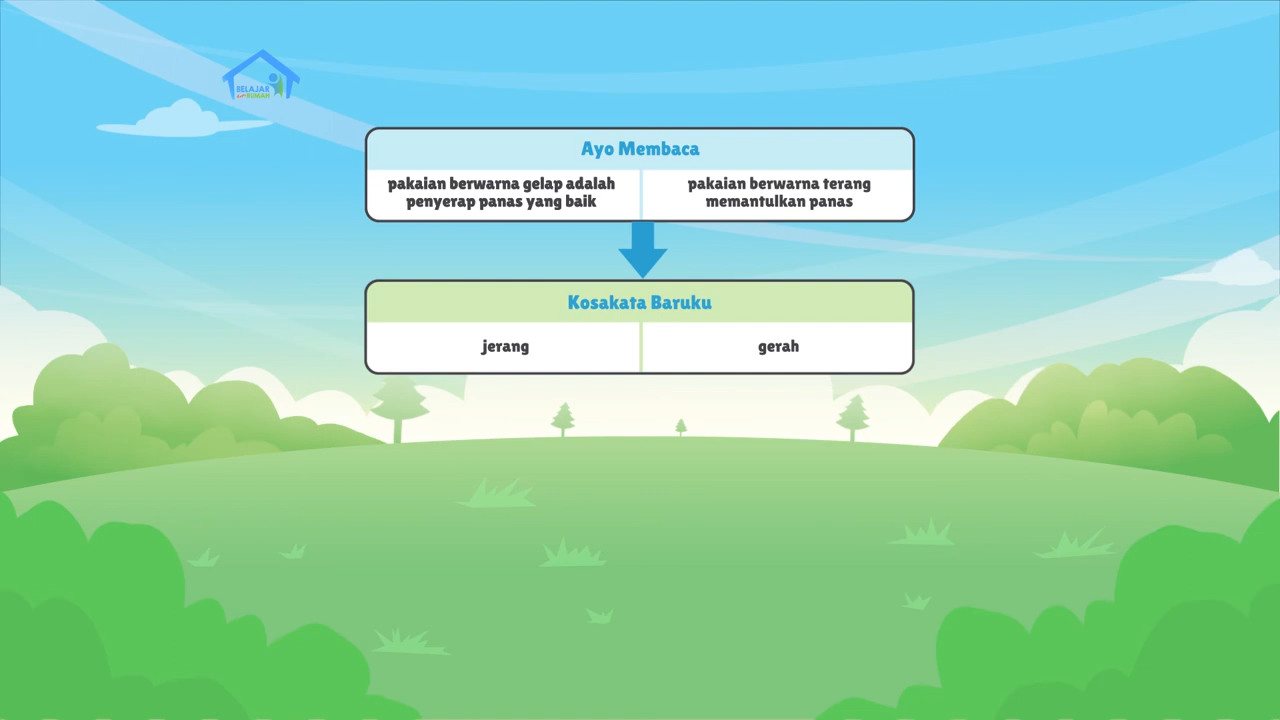 BELAJAR
dari RUMAH
Ayo Membaca
pakaian berwarna gelap adalah
penyerap panas yang baik
pakaian berwarna terang
memantulkan panas
Kosakata Baruku
jerang
gerah